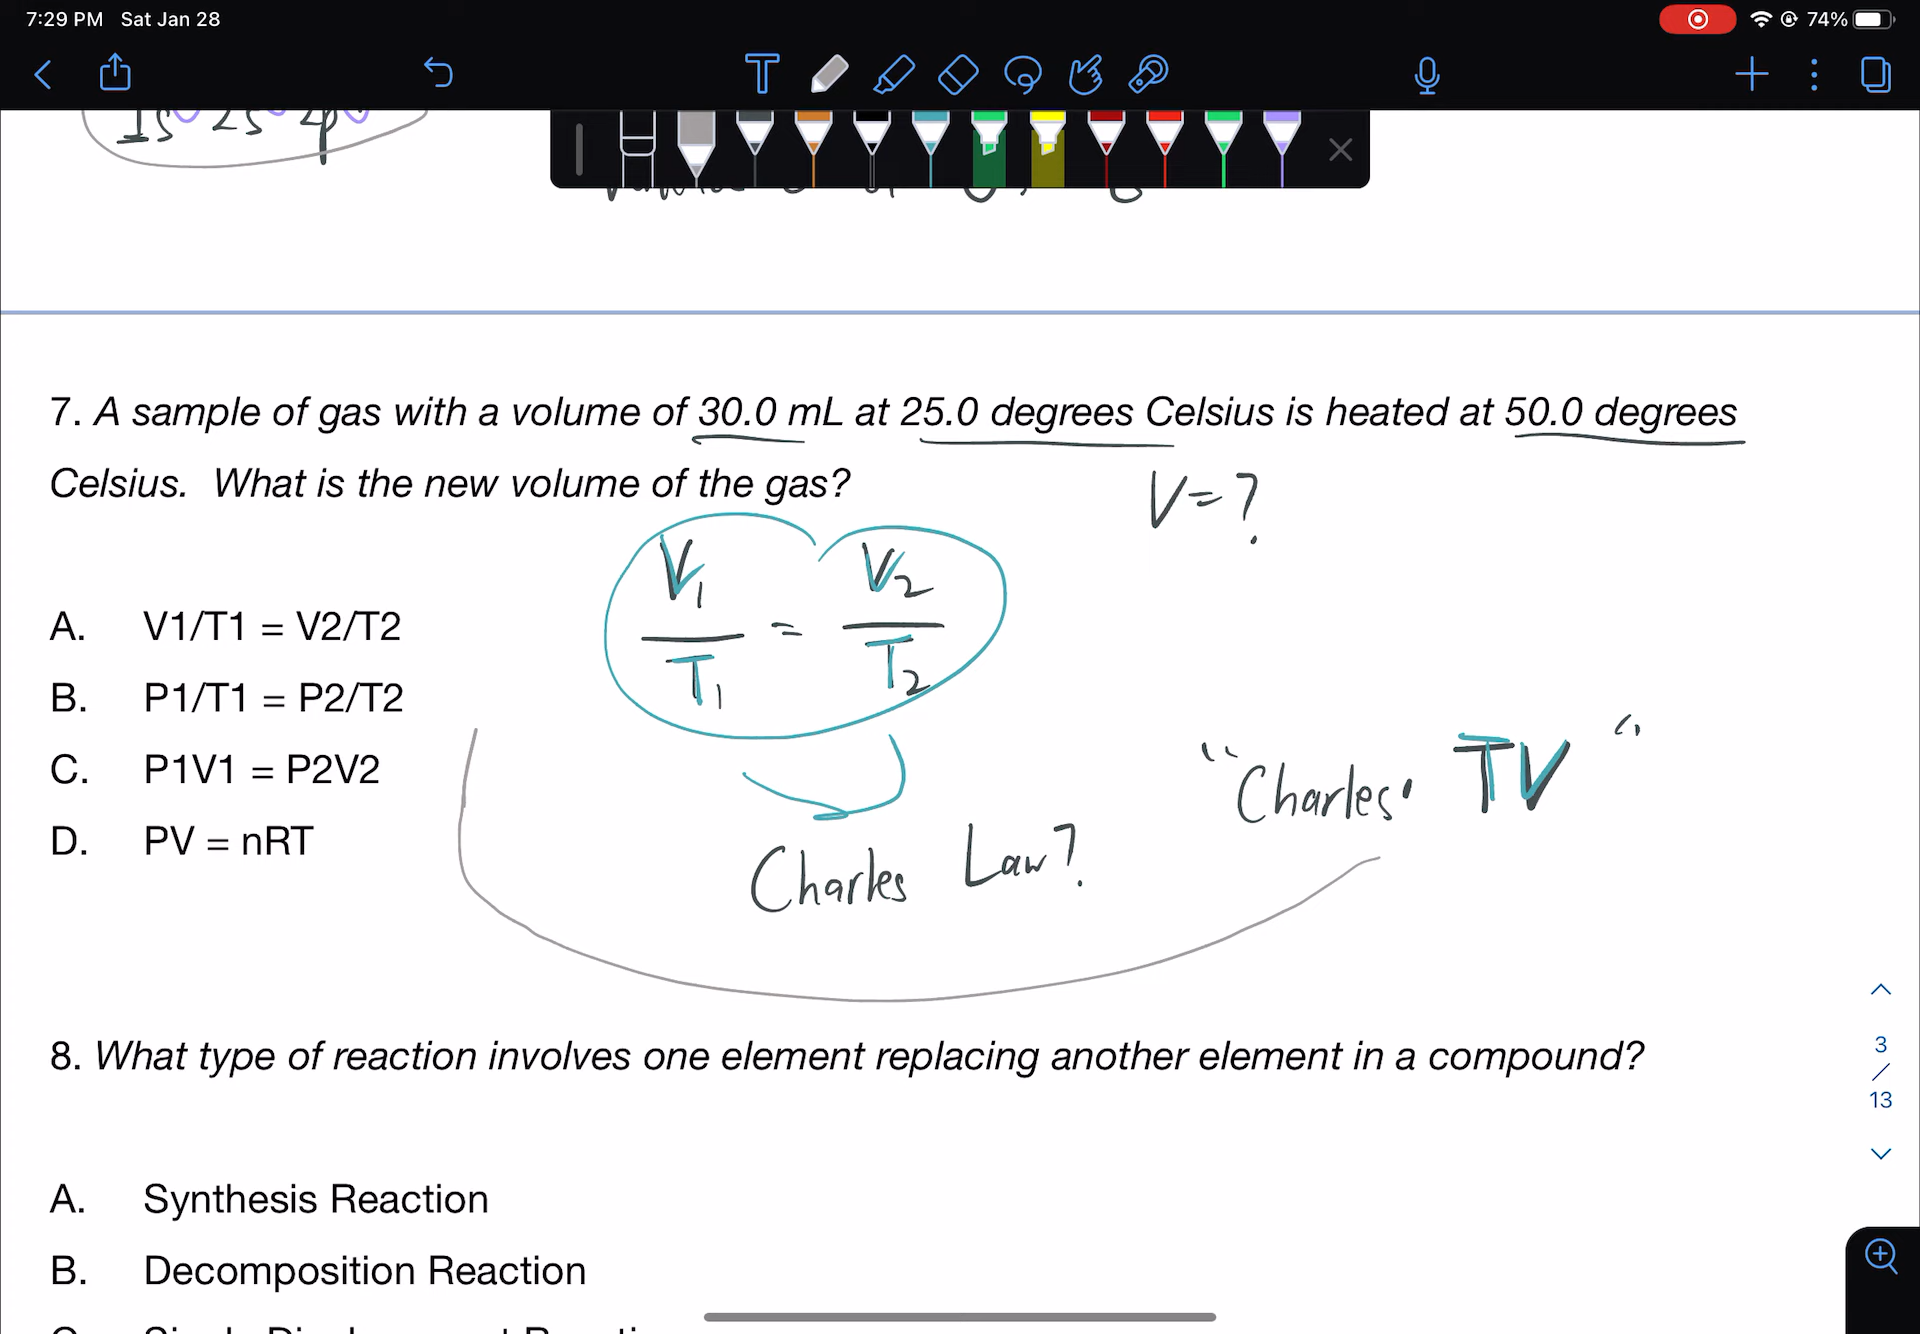 7:29 PM Sat Jan 28
74%
1s 2s 2p
7. A sample of gas with a volume of 30.0 mL at 25.0 degrees Celsius is heated at 50.0 degrees
Celsius. What is the new volume of the gas?
V = ?
V1/T1 = V2/T2
A. V1/T1 = V2/T2
B. P1/T1 = P2/T2
C. P1V1 = P2V2
D. PV = nRT
"Charles' TV"
Charles Law?
8. What type of reaction involves one element replacing another element in a compound?
3
/
13
A. Synthesis Reaction
B. Decomposition Reaction